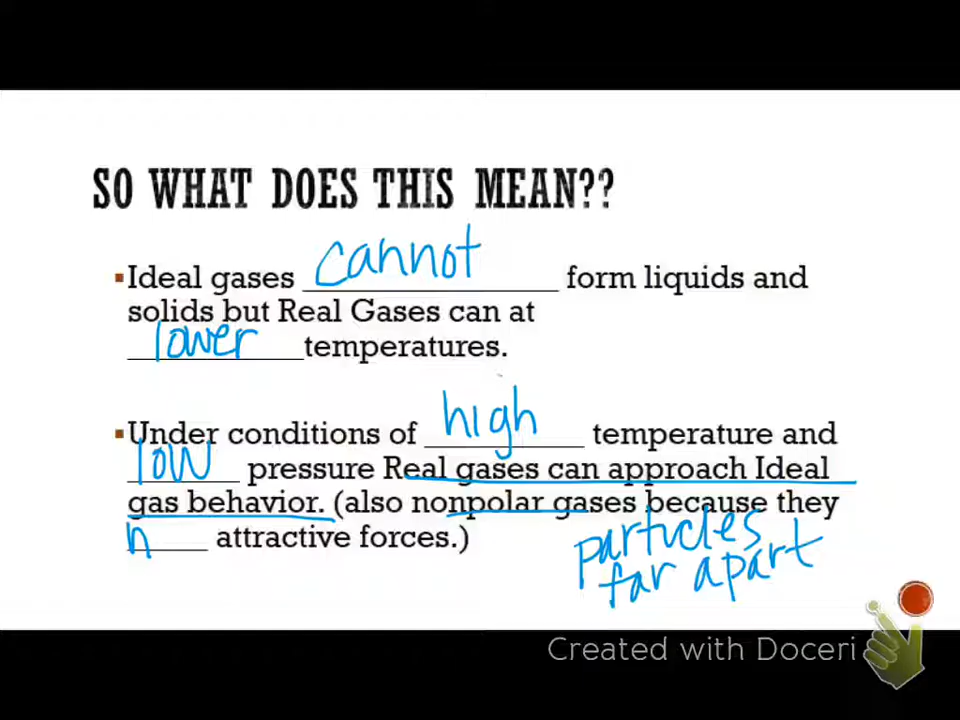 SO WHAT DOES THIS MEAN??
▪Ideal gases cannot form liquids and
solids but Real Gases can at
lower temperatures.
▪Under conditions of high temperature and
low pressure Real gases can approach Ideal
gas behavior. (also nonpolar gases because they
n attractive forces.)
particles
far apart
Created with Doceri